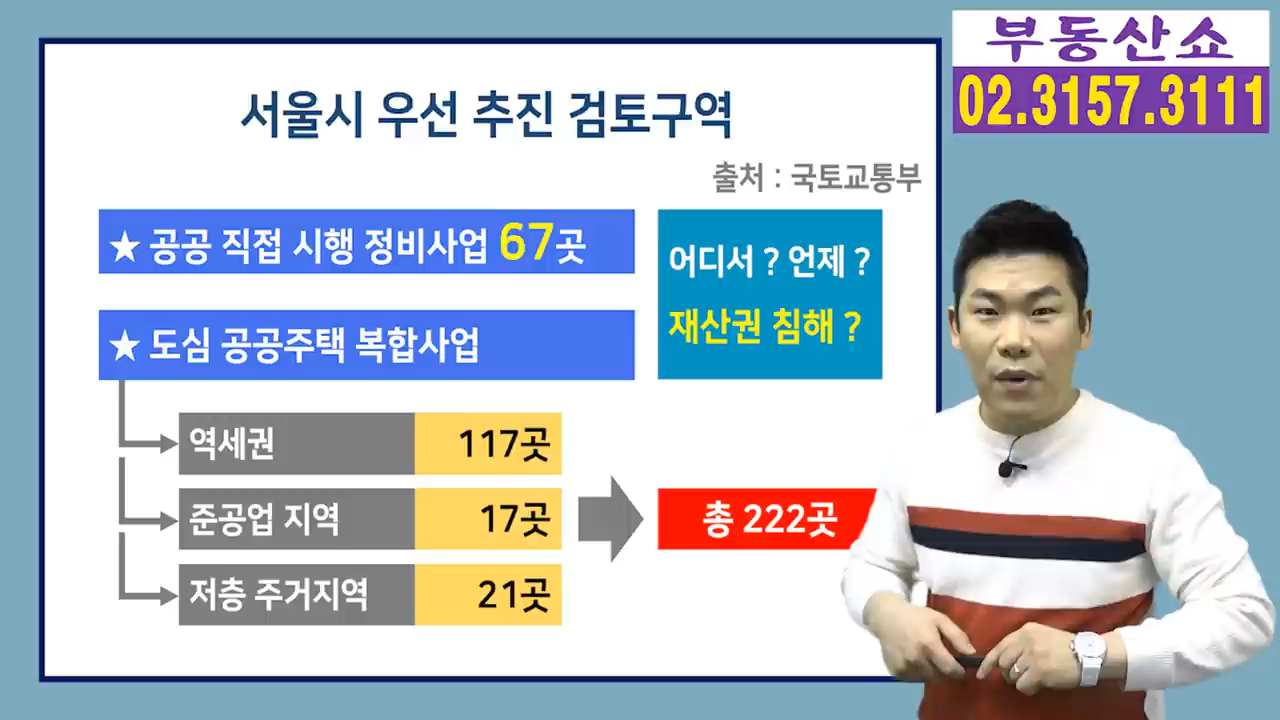 부동산쇼
02.3157.3111
서울시 우선 추진 검토구역
출처 : 국토교통부
★ 공공 직접 시행 정비사업 67곳
어디서 ? 언제 ?
재산권 침해 ?
★ 도심 공공주택 복합사업
역세권 117곳
준공업 지역 17곳
저층 주거지역 21곳
총 222곳